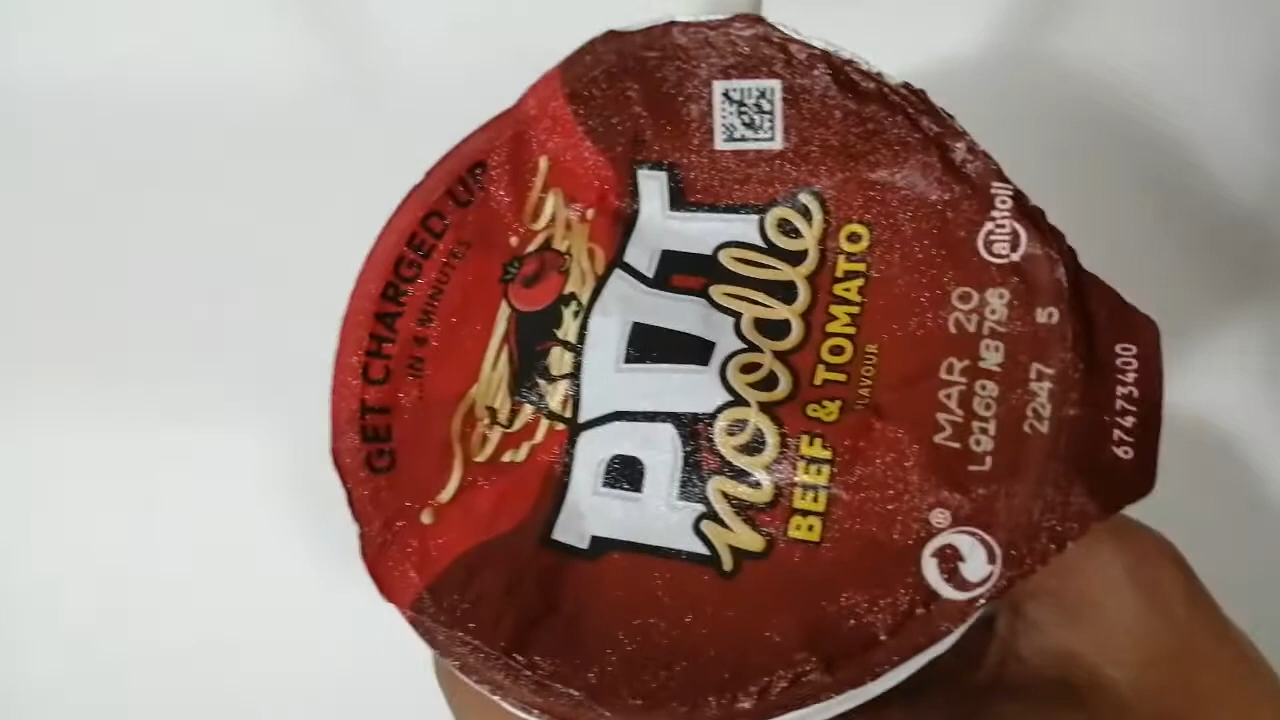 GET CHARGED UP
...IN 4 MINUTES
POT
noodle
BEEF & TOMATO
FLAVOUR
MAR 20
L9169 NB796
2247 5
alufoil
®
67473400